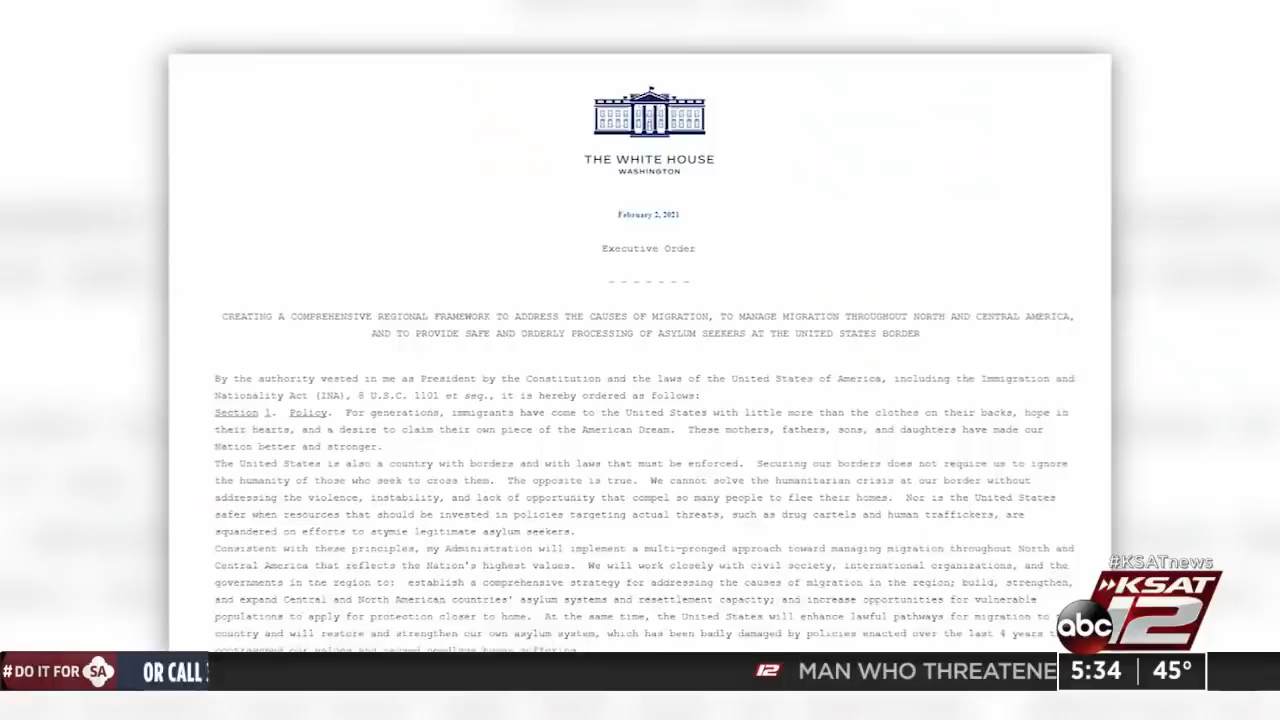 THE WHITE HOUSE
WASHINGTON
February 2, 2021
Executive Order
- - - - - - -
CREATING A COMPREHENSIVE REGIONAL FRAMEWORK TO ADDRESS THE CAUSES OF MIGRATION, TO MANAGE MIGRATION THROUGHOUT NORTH AND CENTRAL AMERICA,
AND TO PROVIDE SAFE AND ORDERLY PROCESSING OF ASYLUM SEEKERS AT THE UNITED STATES BORDER
By the authority vested in me as President by the Constitution and the laws of the United States of America, including the Immigration and
Nationality Act (INA), 8 U.S.C. 1101 et seq., it is hereby ordered as follows:
Section 1. Policy. For generations, immigrants have come to the United States with little more than the clothes on their backs, hope in
their hearts, and a desire to claim their own piece of the American Dream. These mothers, fathers, sons, and daughters have made our
Nation better and stronger.
The United States is also a country with borders and with laws that must be enforced. Securing our borders does not require us to ignore
the humanity of those who seek to cross them. The opposite is true. We cannot solve the humanitarian crisis at our border without
addressing the violence, instability, and lack of opportunity that compel so many people to flee their homes. Nor is the United States
safer when resources that should be invested in policies targeting actual threats, such as drug cartels and human traffickers, are
squandered on efforts to stymie legitimate asylum seekers.
Consistent with these principles, my Administration will implement a multi-pronged approach toward managing migration throughout North and
Central America that reflects the Nation's highest values. We will work closely with civil society, international organizations, and the
governments in the region to: establish a comprehensive strategy for addressing the causes of migration in the region; build, strengthen,
and expand Central and North American countries' asylum systems and resettlement capacity; and increase opportunities for vulnerable
populations to apply for protection closer to home. At the same time, the United States will enhance lawful pathways for migration to
country and will restore and strengthen our own asylum system, which has been badly damaged by policies enacted over the last 4 years
#KSATnews
KSAT
abc 12
#DO IT FOR SA
OR CALL
12 MAN WHO THREATENE
5:34 45°